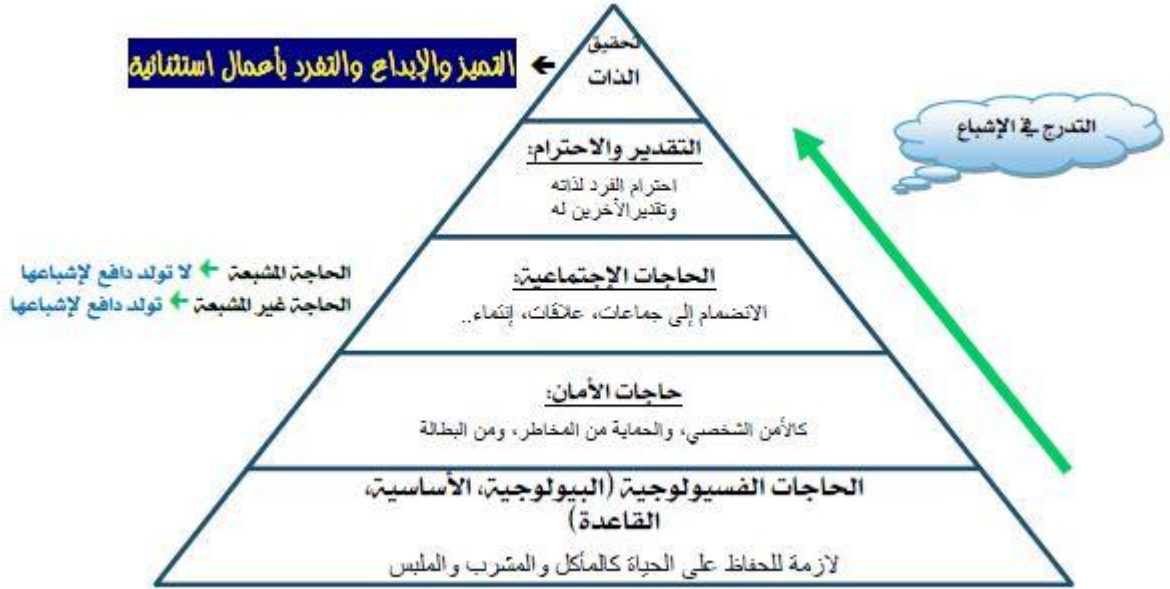 تحقيق
الذات
التميز والإبداع والتفرد بأعمال استثنائية
التدرج في الإشباع
التقدير والاحترام:
احترام الفرد لذاته
وتقدير الآخرين له
الحاجات الإجتماعية:
الانضمام إلى جماعات، علاقات، إنتماء..
الحاجة المشبعة ← لا تولد دافع لإشباعها
الحاجة غير المشبعة ← تولد دافع لإشباعها
حاجات الأمان:
كالأمن الشخصي، والحماية من المخاطر، ومن البطالة
الحاجات الفسيولوجية (البيولوجية، الأساسية،
القاعدة)
لازمة للحفاظ على الحياة كالمأكل والمشرب والملبس